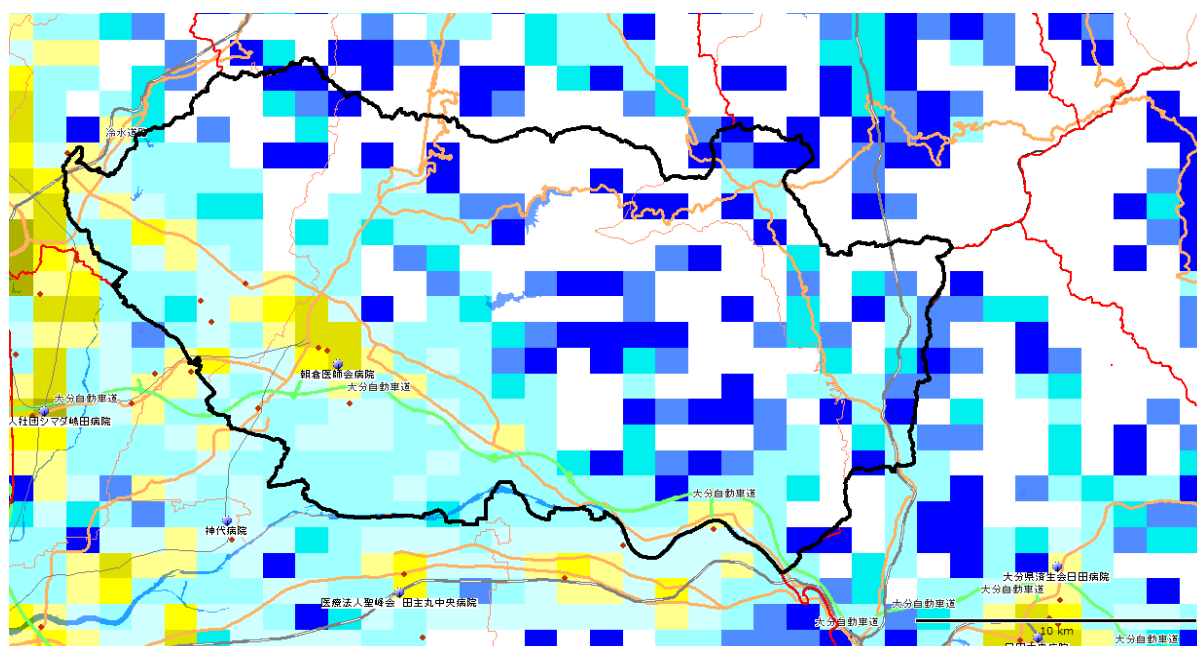 冷水道路
朝倉医師会病院
大分自動車道
大分自動車道
人社団シマダ嶋田病院
大分自動車道
神代病院
医療法人聖峰会 田主丸中央病院
大分県済生会日田病院
大分自動車道
大分自動車道
大分自動車道
10 km
大分自動車道